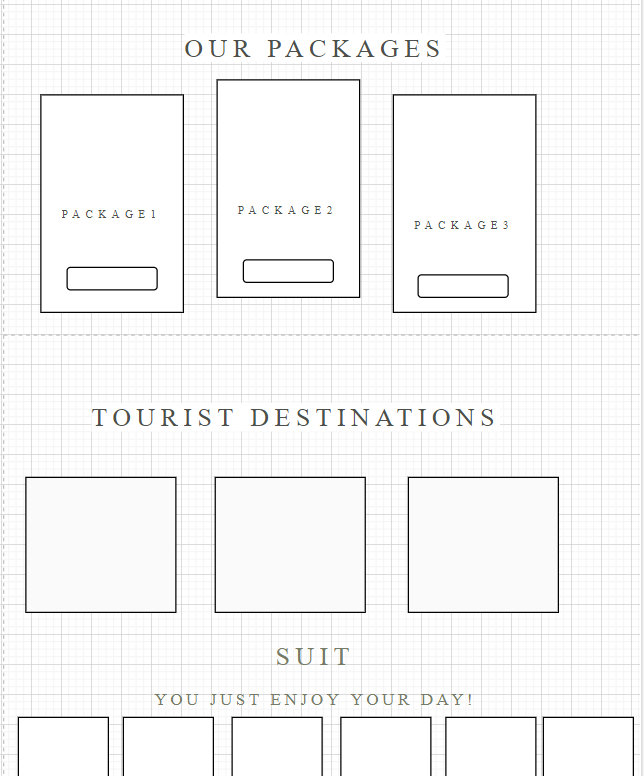 OUR PACKAGES
PACKAGE1
PACKAGE2
PACKAGE3
TOURIST DESTINATIONS
SUIT
YOU JUST ENJOY YOUR DAY!